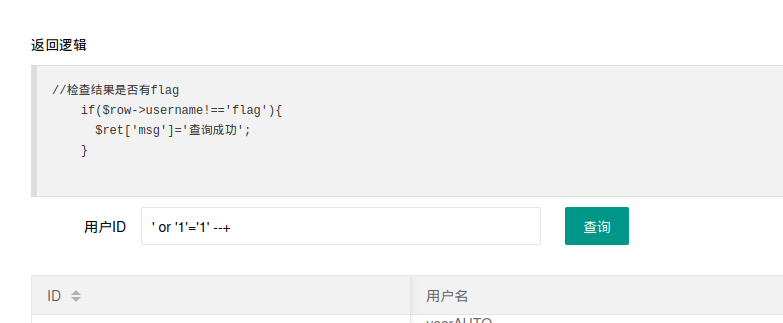 返回逻辑
//检查结果是否有flag
    if($row->username!=='flag'){
      $ret['msg']='查询成功';
    }
用户ID ' or '1'='1' --+ 查询
ID 用户名
userAUTO